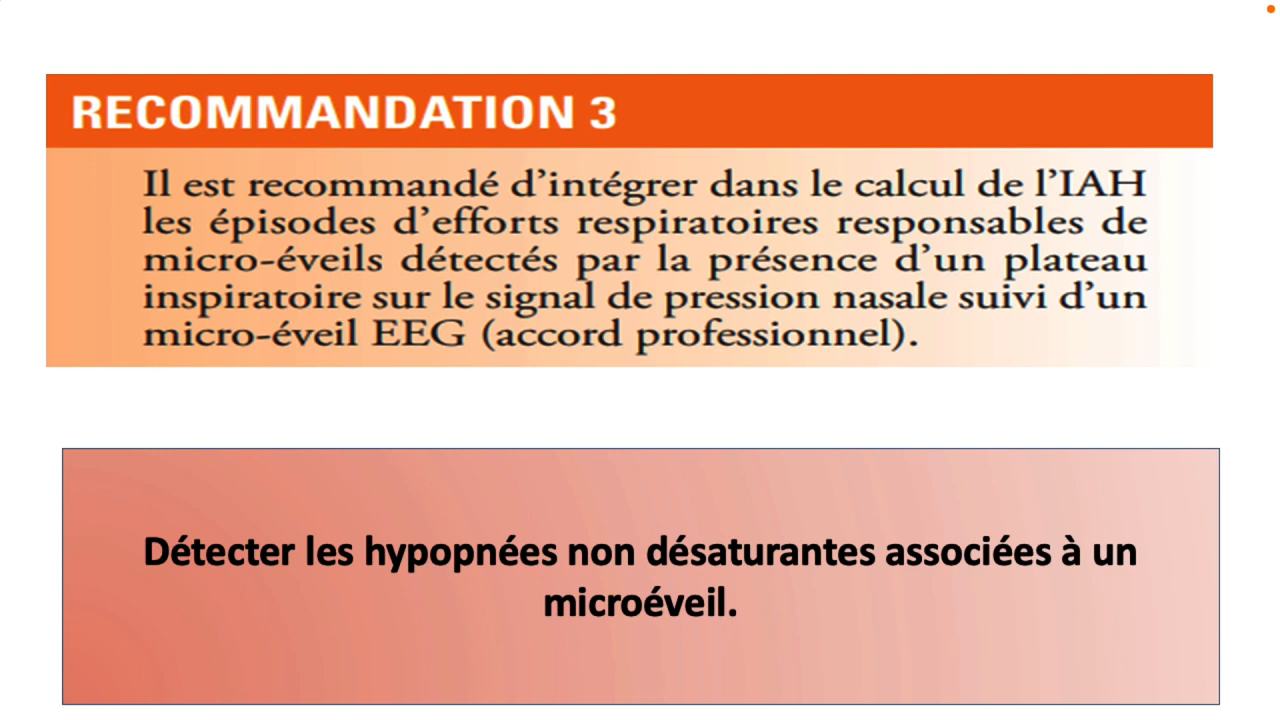 RECOMMANDATION 3
Il est recommandé d’intégrer dans le calcul de l’IAH
les épisodes d’efforts respiratoires responsables de
micro-éveils détectés par la présence d’un plateau
inspiratoire sur le signal de pression nasale suivi d’un
micro-éveil EEG (accord professionnel).
Détecter les hypopnées non désaturantes associées à un
microéveil.